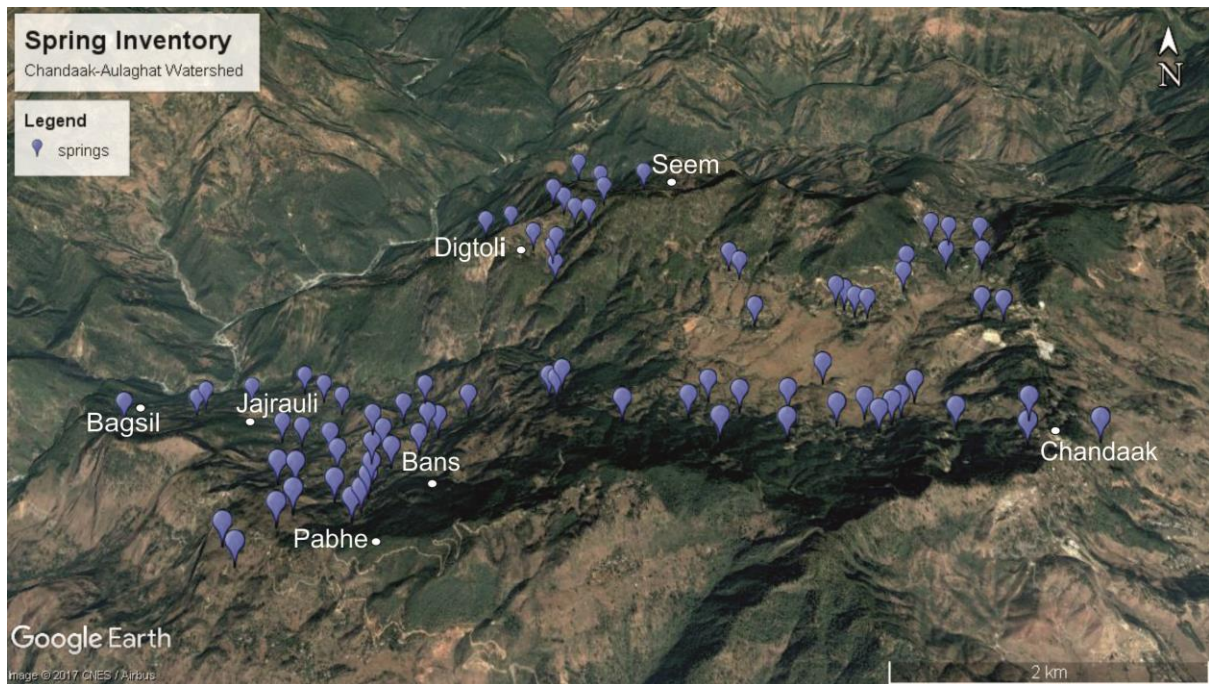 Spring Inventory
Chandaak-Aulaghat Watershed
N
Legend
springs
Seem
Digtoli
Jajrauli
Bagsil
Bans
Chandaak
Pabhe
Google Earth
Image © 2017 CNES / Airbus
2 km